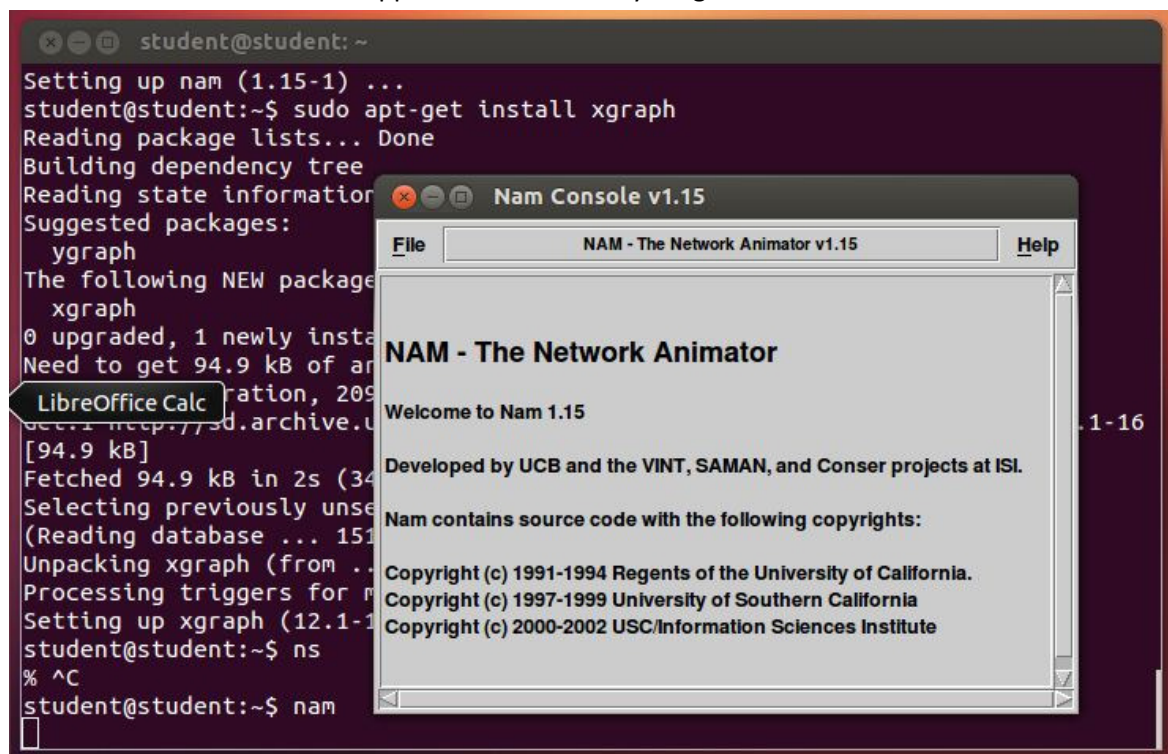 student@student: ~
Setting up nam (1.15-1) ...
student@student:~$ sudo apt-get install xgraph
Reading package lists... Done
Building dependency tree
Reading state information
Suggested packages:
ygraph
The following NEW package
xgraph
0 upgraded, 1 newly insta
Need to get 94.9 kB of ar
ration, 209
LibreOffice Calc
.archive.u
.1-16
[94.9 kB]
Fetched 94.9 kB in 2s (34
Selecting previously unse
(Reading database ... 151
Unpacking xgraph (from ..
Processing triggers for m
Setting up xgraph (12.1-1
student@student:~$ ns
% ^C
student@student:~$ nam
Nam Console v1.15
File NAM - The Network Animator v1.15 Help
NAM - The Network Animator
Welcome to Nam 1.15
Developed by UCB and the VINT, SAMAN, and Conser projects at ISI.
Nam contains source code with the following copyrights:
Copyright (c) 1991-1994 Regents of the University of California.
Copyright (c) 1997-1999 University of Southern California
Copyright (c) 2000-2002 USC/Information Sciences Institute